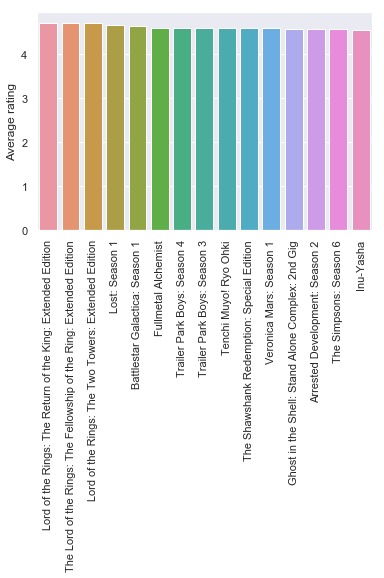 Average rating
4
3
2
1
0
Lord of the Rings: The Return of the King: Extended Edition
The Lord of the Rings: The Fellowship of the Ring: Extended Edition
Lord of the Rings: The Two Towers: Extended Edition
Lost: Season 1
Battlestar Galactica: Season 1
Fullmetal Alchemist
Trailer Park Boys: Season 4
Trailer Park Boys: Season 3
Tenchi Muyo! Ryo Ohki
The Shawshank Redemption: Special Edition
Veronica Mars: Season 1
Ghost in the Shell: Stand Alone Complex: 2nd Gig
Arrested Development: Season 2
The Simpsons: Season 6
Inu-Yasha